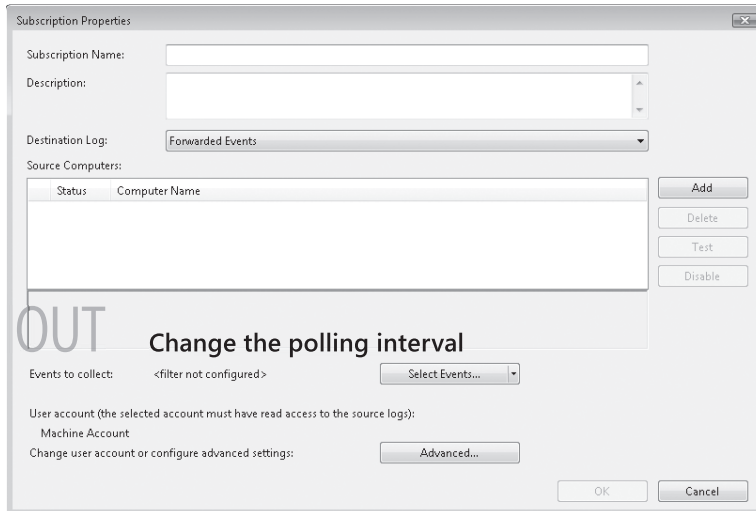 Subscription Properties
Subscription Name:
Description:
Destination Log: Forwarded Events
Source Computers:
Status Computer Name
Add
Delete
Test
Disable
OUT Change the polling interval
Events to collect: <filter not configured> Select Events...
User account (the selected account must have read access to the source logs):
Machine Account
Change user account or configure advanced settings: Advanced...
OK Cancel